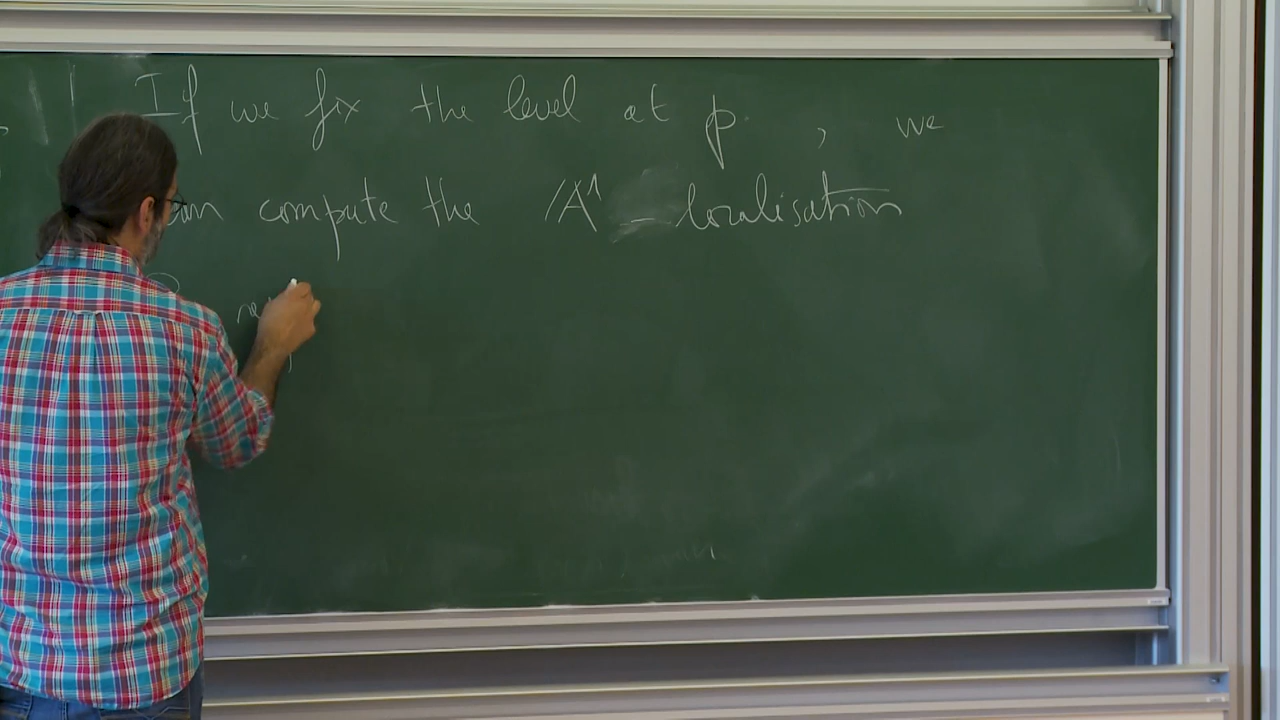 If we fix the level at p , we
can compute the /A¹ - localisation